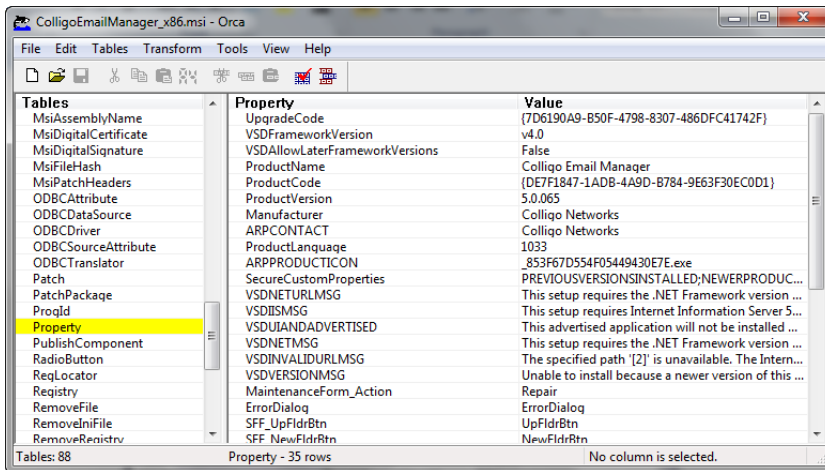 ColligoEmailManager_x86.msi - Orca
File Edit Tables Transform Tools View Help
Tables
MsiAssemblyName
MsiDigitalCertificate
MsiDigitalSignature
MsiFileHash
MsiPatchHeaders
ODBCAttribute
ODBCDataSource
ODBCDriver
ODBCSourceAttribute
ODBCTranslator
Patch
PatchPackage
ProgId
Property
PublishComponent
RadioButton
RegLocator
Registry
RemoveFile
RemoveIniFile
RemoveRegistry
Property Value
UpgradeCode {7D6190A9-B50F-4798-8307-486DFC41742F}
VSDFrameworkVersion v4.0
VSDAllowLaterFrameworkVersions False
ProductName Colligo Email Manager
ProductCode {DE7F1847-1ADB-4A9D-B784-9E63F30EC0D1}
ProductVersion 5.0.065
Manufacturer Colligo Networks
ARPCONTACT Colligo Networks
ProductLanguage 1033
ARPPRODUCTICON _853F67D554F05449430E7E.exe
SecureCustomProperties PREVIOUSVERSIONSINSTALLED;NEWERPRODUC...
VSDNETURLMSG This setup requires the .NET Framework version ...
VSDIISMSG This setup requires Internet Information Server 5...
VSDUIANDADVERTISED This advertised application will not be installed ...
VSDNETMSG This setup requires the .NET Framework version ...
VSDINVALIDURLMSG The specified path '[2]' is unavailable. The Intern...
VSDVERSIONMSG Unable to install because a newer version of this ...
MaintenanceForm_Action Repair
ErrorDialog ErrorDialog
SFF_UpFldrBtn UpFldrBtn
SFF_NewFldrBtn NewFldrBtn
Tables: 88 Property - 35 rows No column is selected.